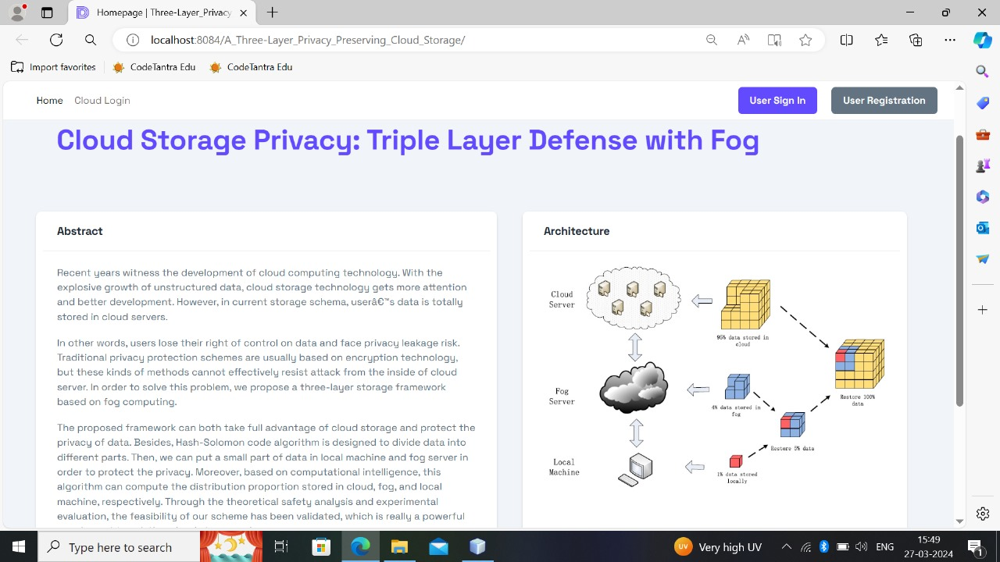 Homepage | Three-Layer_Privacy
localhost:8084/A_Three-Layer_Privacy_Preserving_Cloud_Storage/
Import favorites
CodeTantra Edu
CodeTantra Edu
Home
Cloud Login
User Sign In
User Registration
Cloud Storage Privacy: Triple Layer Defense with Fog
Abstract
Recent years witness the development of cloud computing technology. With the
explosive growth of unstructured data, cloud storage technology gets more attention
and better development. However, in current storage schema, userâ€™s data is totally
stored in cloud servers.
In other words, users lose their right of control on data and face privacy leakage risk.
Traditional privacy protection schemes are usually based on encryption technology,
but these kinds of methods cannot effectively resist attack from the inside of cloud
server. In order to solve this problem, we propose a three-layer storage framework
based on fog computing.
The proposed framework can both take full advantage of cloud storage and protect the
privacy of data. Besides, Hash-Solomon code algorithm is designed to divide data into
different parts. Then, we can put a small part of data in local machine and fog server in
order to protect the privacy. Moreover, based on computational intelligence, this
algorithm can compute the distribution proportion stored in cloud, fog, and local
machine, respectively. Through the theoretical safety analysis and experimental
evaluation, the feasibility of our scheme has been validated, which is really a powerful
Architecture
Cloud
Server
95% data stored in
cloud
Restore 100%
data
Fog
Server
4% data stored in
fog
Restore 5% data
Local
Machine
1% data stored
locally
Type here to search
UV
Very high UV
ENG
15:49
27-03-2024
1